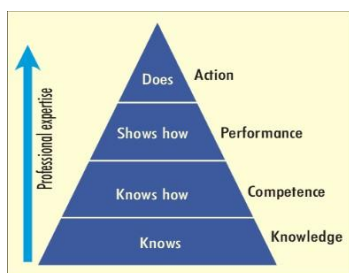 Does
Action
Shows how
Performance
Knows how
Competence
Knows
Knowledge
Professional expertise